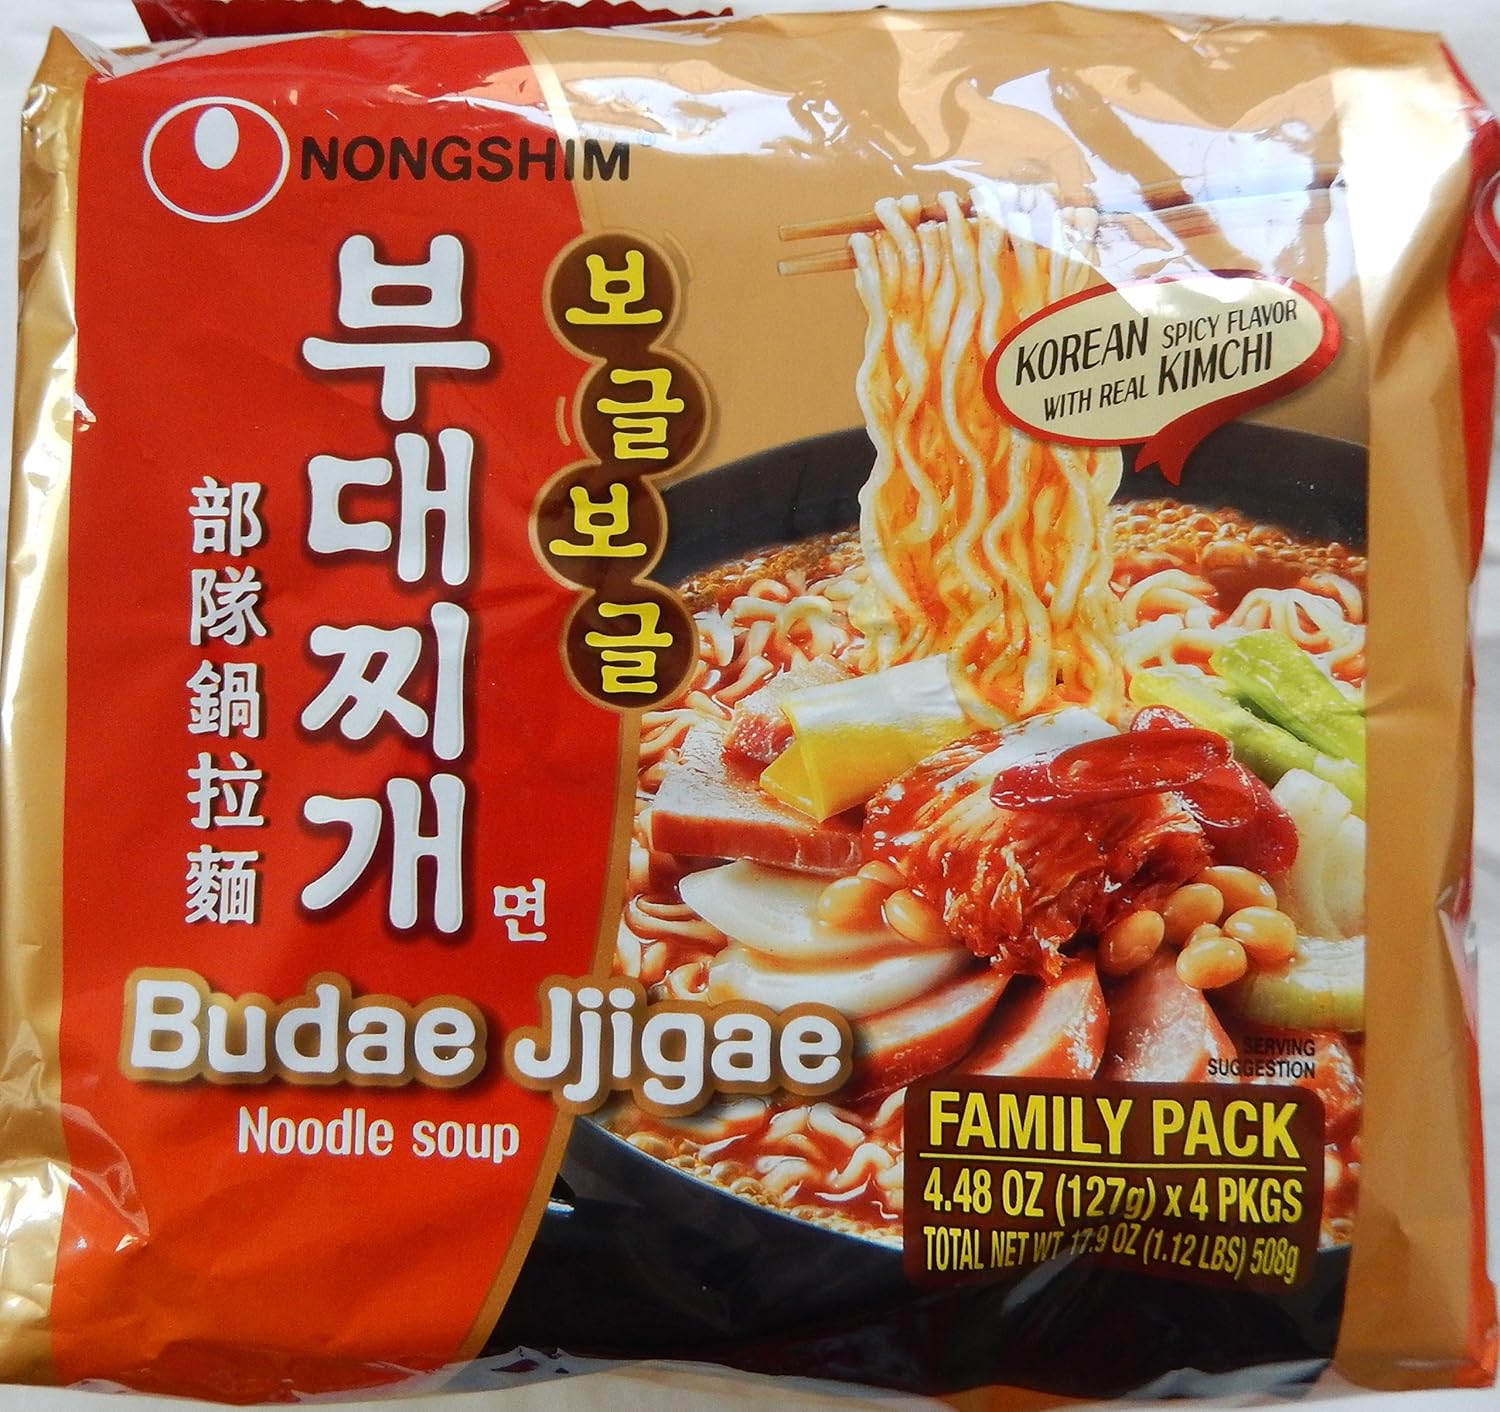 NONGSHIM
보글보글
부대찌개면
部隊鍋拉麵
Budae Jjigae
Noodle soup
KOREAN SPICY FLAVOR
WITH REAL KIMCHI
SERVING
SUGGESTION
FAMILY PACK
4.48 OZ (127g) x 4 PKGS
TOTAL NET WT 17.9 OZ (1.12 LBS) 508g